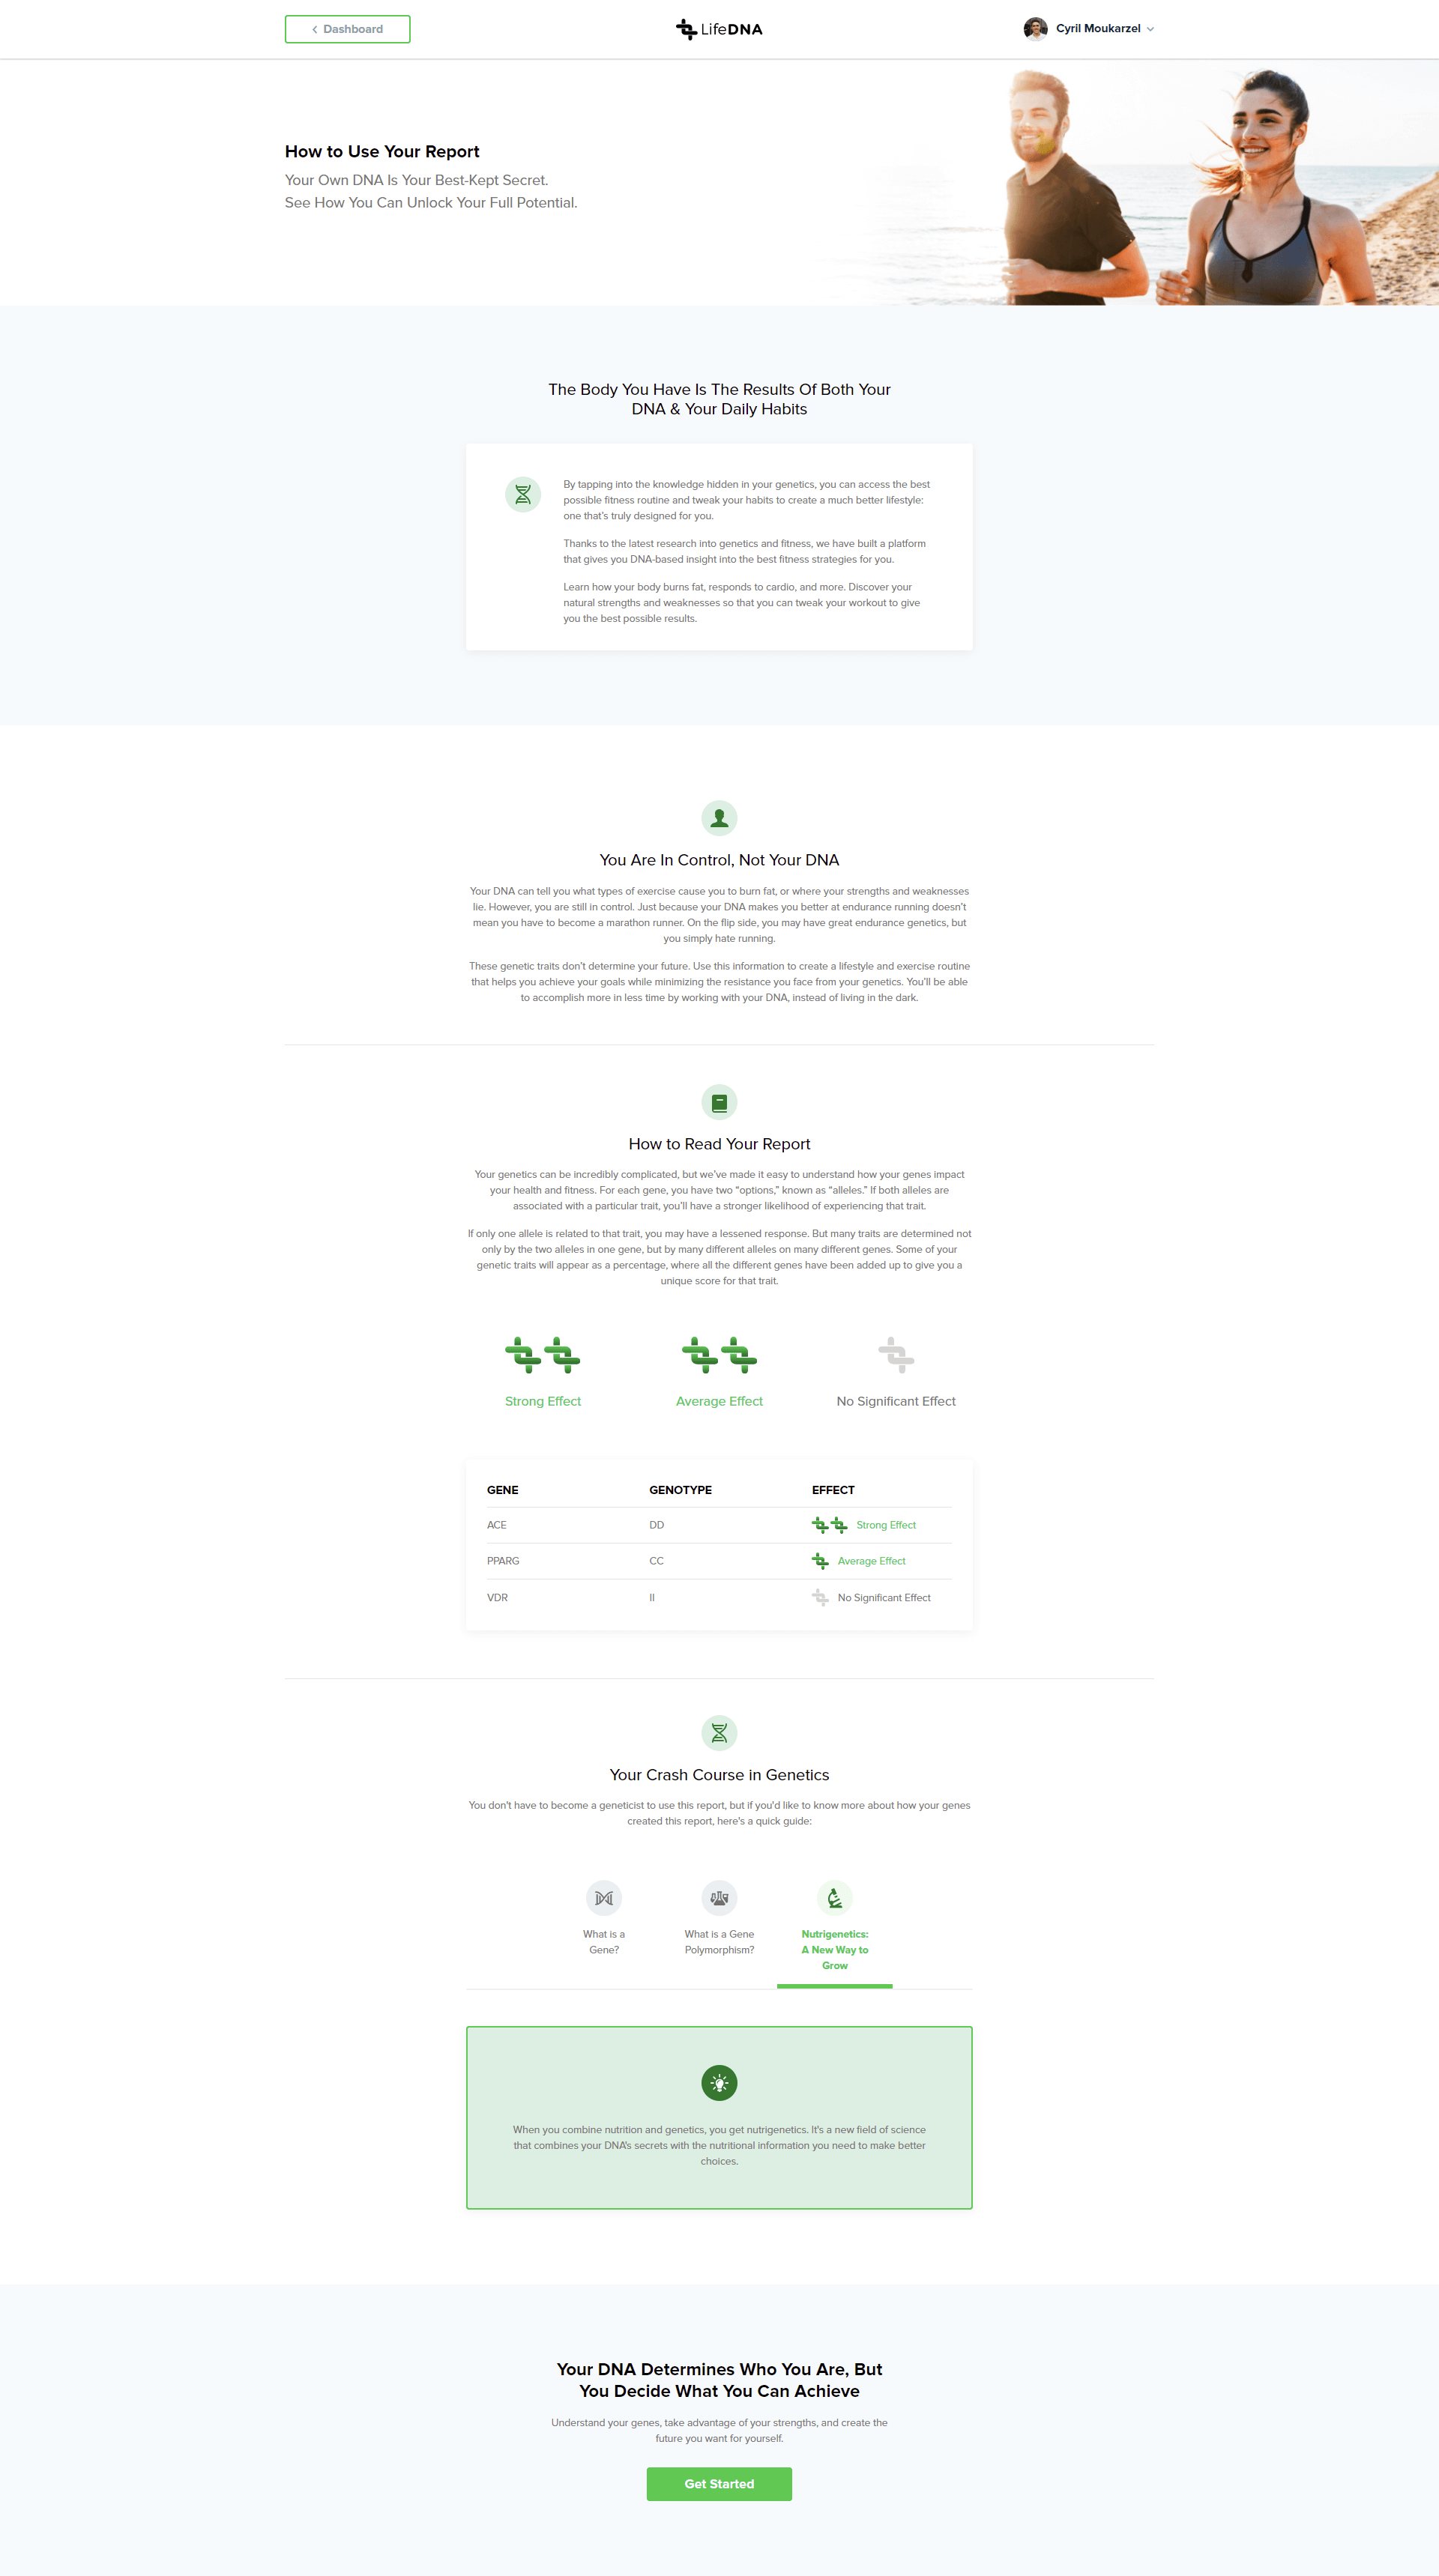 Dashboard
LifeDNA
Cyril Moukarzel
How to Use Your Report
Your Own DNA Is Your Best-Kept Secret.
See How You Can Unlock Your Full Potential.
The Body You Have Is The Results Of Both Your
DNA & Your Daily Habits
By tapping into the knowledge hidden in your genetics, you can access the best
possible fitness routine and tweak your habits to create a much better lifestyle:
one that’s truly designed for you.
Thanks to the latest research into genetics and fitness, we have built a platform
that gives you DNA-based insight into the best fitness strategies for you.
Learn how your body burns fat, responds to cardio, and more. Discover your
natural strengths and weaknesses so that you can tweak your workout to give
you the best possible results.
You Are In Control, Not Your DNA
Your DNA can tell you what types of exercise cause you to burn fat, or where your strengths and weaknesses
lie. However, you are still in control. Just because your DNA makes you better at endurance running doesn’t
mean you have to become a marathon runner. On the flip side, you may have great endurance genetics, but
you simply hate running.
These genetic traits don’t determine your future. Use this information to create a lifestyle and exercise routine
that helps you achieve your goals while minimizing the resistance you face from your genetics. You’ll be able
to accomplish more in less time by working with your DNA, instead of living in the dark.
How to Read Your Report
Your genetics can be incredibly complicated, but we’ve made it easy to understand how your genes impact
your health and fitness. For each gene, you have two “options,” known as “alleles.” If both alleles are
associated with a particular trait, you’ll have a stronger likelihood of experiencing that trait.
If only one allele is related to that trait, you may have a lessened response. But many traits are determined not
only by the two alleles in one gene, but by many different alleles on many different genes. Some of your
genetic traits will appear as a percentage, where all the different genes have been added up to give you a
unique score for that trait.
Strong Effect
Average Effect
No Significant Effect
GENE GENOTYPE EFFECT
ACE DD Strong Effect
PPARG CC Average Effect
VDR II No Significant Effect
Your Crash Course in Genetics
You don't have to become a geneticist to use this report, but if you'd like to know more about how your genes
created this report, here's a quick guide:
What is a
Gene?
What is a Gene
Polymorphism?
Nutrigenetics:
A New Way to
Grow
When you combine nutrition and genetics, you get nutrigenetics. It's a new field of science
that combines your DNA’s secrets with the nutritional information you need to make better
choices.
Your DNA Determines Who You Are, But
You Decide What You Can Achieve
Understand your genes, take advantage of your strengths, and create the
future you want for yourself.
Get Started